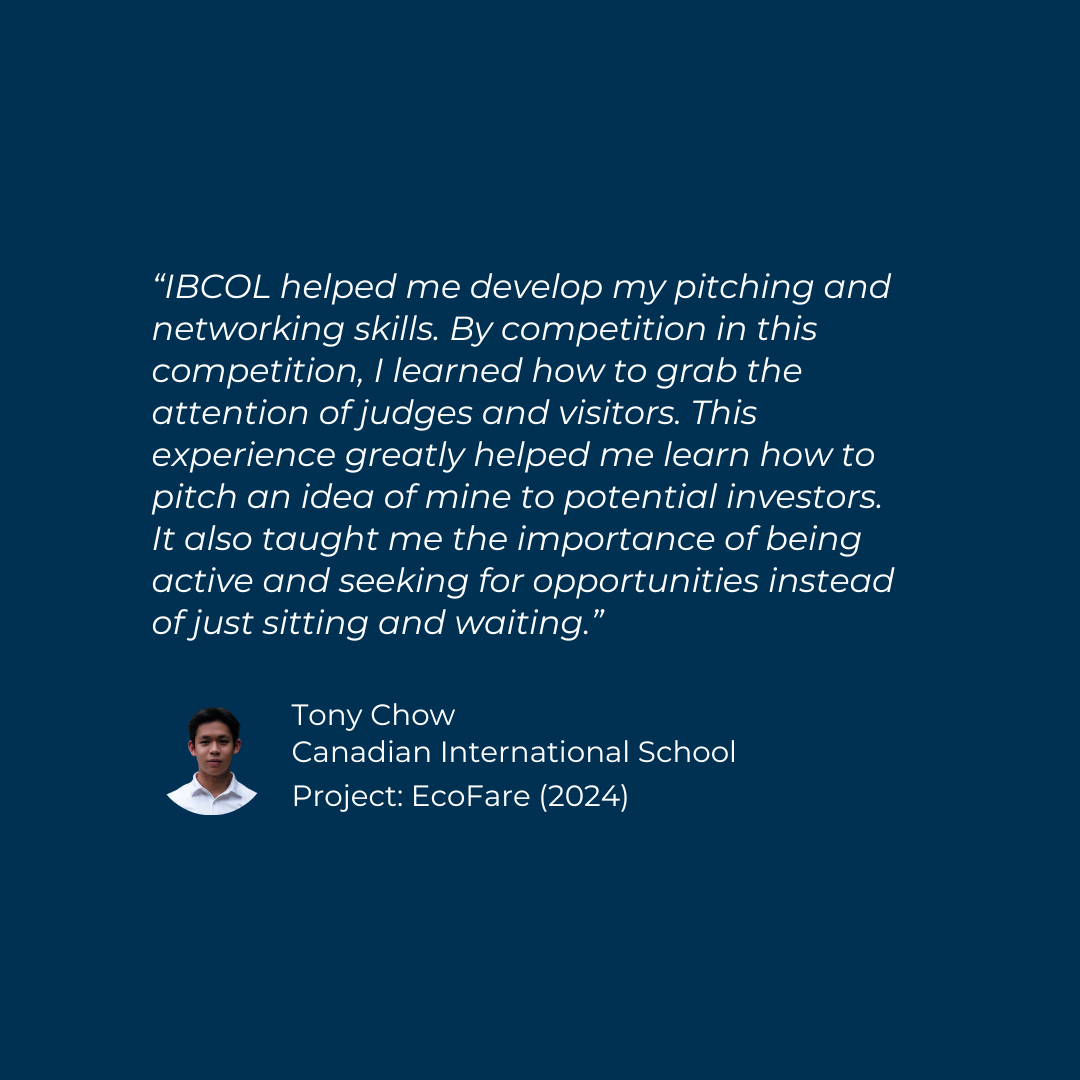 “IBCOL helped me develop my pitching and
networking skills. By competition in this
competition, I learned how to grab the
attention of judges and visitors. This
experience greatly helped me learn how to
pitch an idea of mine to potential investors.
It also taught me the importance of being
active and seeking for opportunities instead
of just sitting and waiting.”
Tony Chow
Canadian International School
Project: EcoFare (2024)